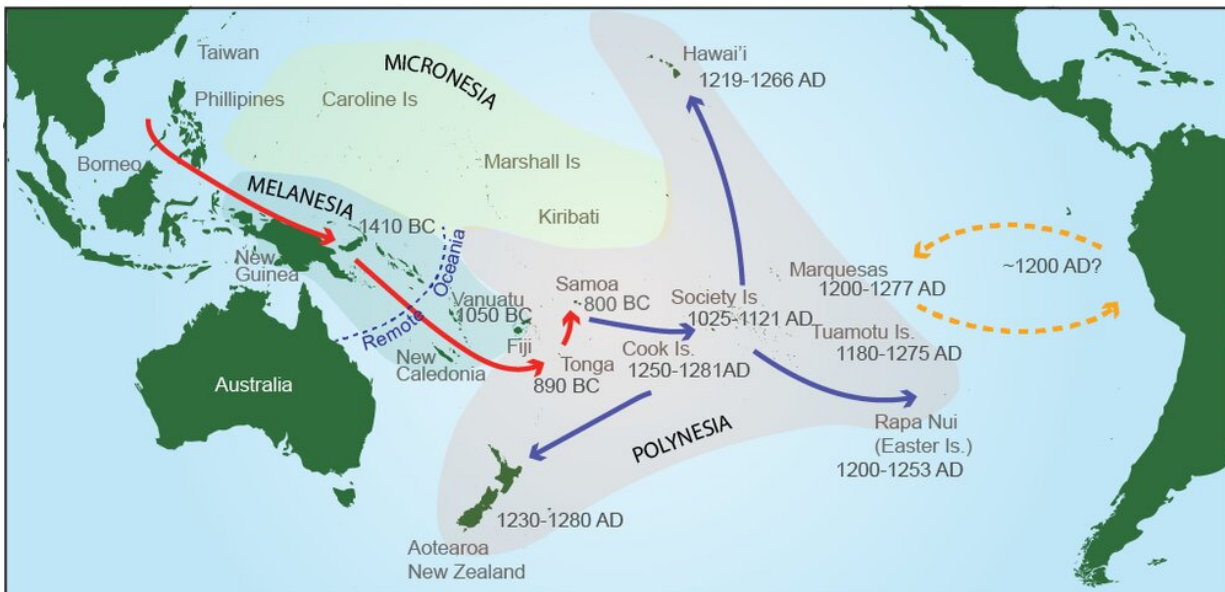 Taiwan
Phillipines
Borneo
MICRONESIA
Caroline Is
Marshall Is
Kiribati
MELANESIA
1410 BC
New
Guinea
Remote Oceania
Vanuatu
1050 BC
Fiji
New
Caledonia
Australia
Samoa
800 BC
Tonga
890 BC
Hawai'i
1219-1266 AD
Society Is
1025-1121 AD
Cook Is.
1250-1281AD
Marquesas
1200-1277 AD
Tuamotu Is.
1180-1275 AD
~1200 AD?
Rapa Nui
(Easter Is.)
1200-1253 AD
POLYNESIA
1230-1280 AD
Aotearoa
New Zealand